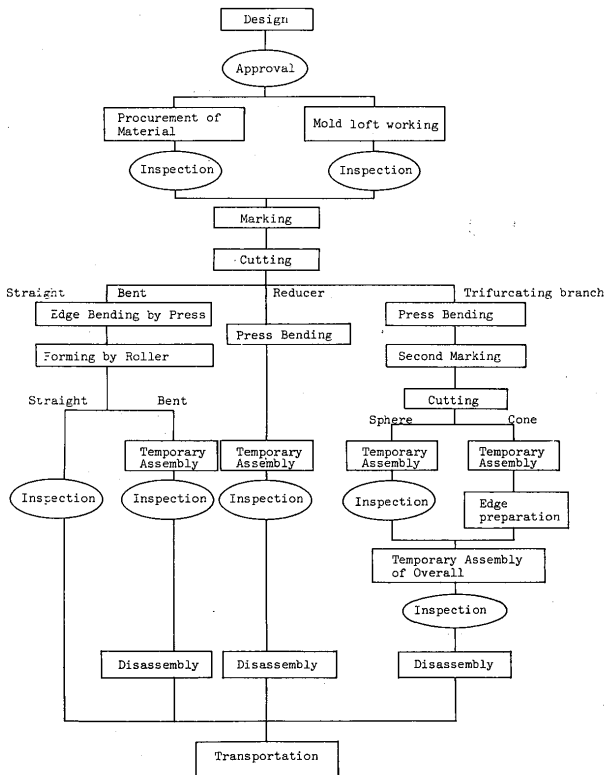 Design
Approval
Procurement of
Material
Mold loft working
Inspection
Inspection
Marking
Cutting
Straight
Bent
Reducer
Trifurcating branch
Edge Bending by Press
Press Bending
Press Bending
Forming by Roller
Second Marking
Cutting
Straight
Bent
Sphere
Cone
Temporary
Assembly
Temporary
Assembly
Temporary
Assembly
Temporary
Assembly
Inspection
Inspection
Inspection
Inspection
Edge
preparation
Temporary Assembly
of Overall
Inspection
Disassembly
Disassembly
Disassembly
Transportation